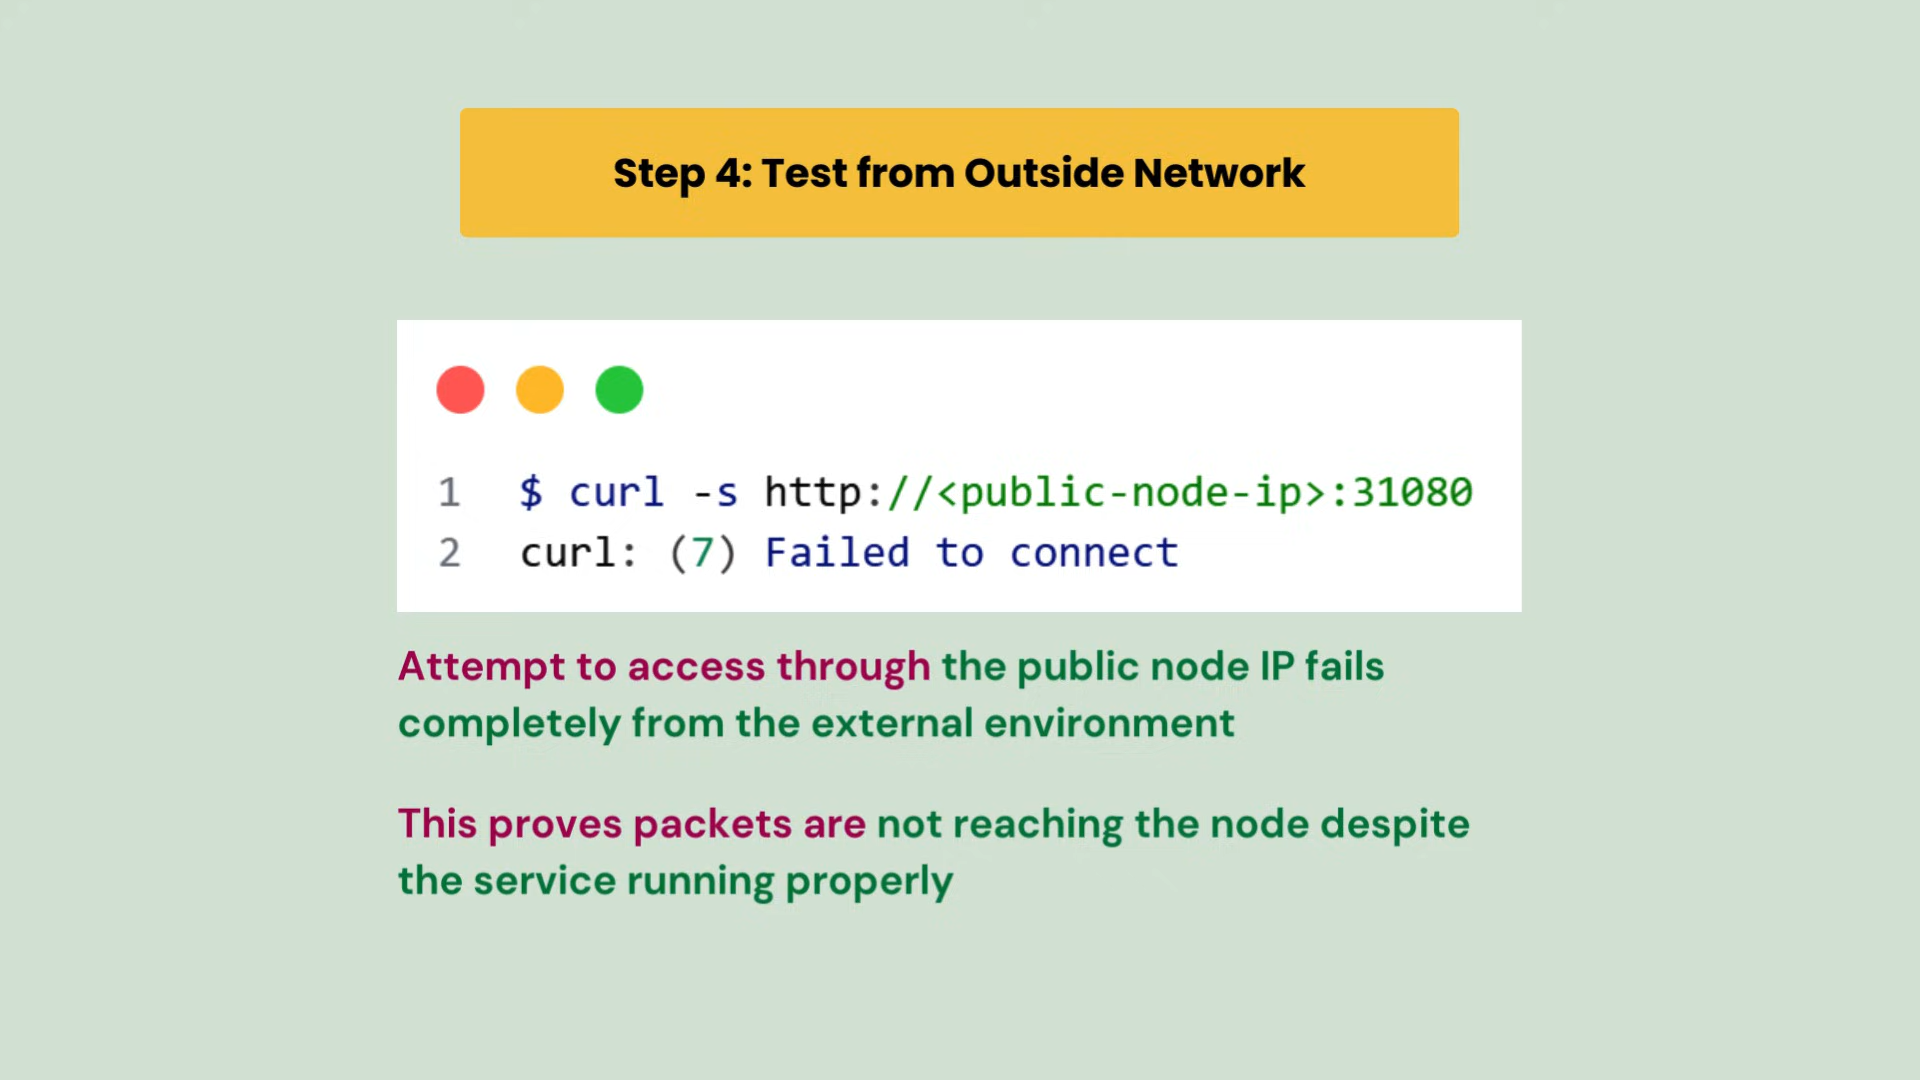 Step 4: Test from Outside Network
1 $ curl -s http://<public-node-ip>:31080
2 curl: (7) Failed to connect
Attempt to access through the public node IP fails
completely from the external environment
This proves packets are not reaching the node despite
the service running properly